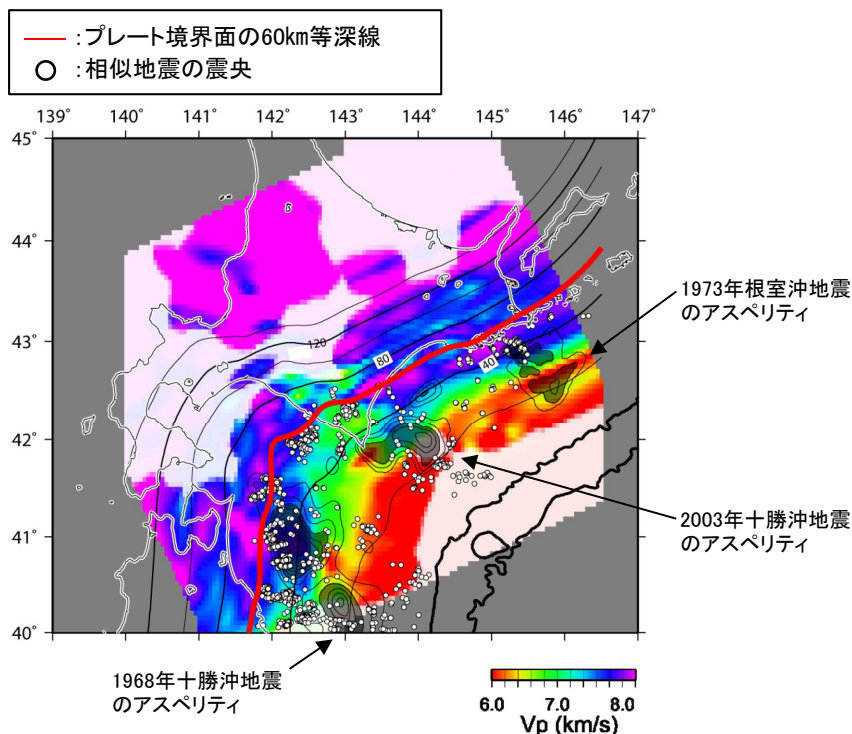 :プレート境界面の60km等深線
:相似地震の震央
139° 140° 141° 142° 143° 144° 145° 146° 147°
45°
44°
43°
42°
41°
40°
120
80
40
1973年根室沖地震
のアスペリティ
2003年十勝沖地震
のアスペリティ
1968年十勝沖地震
のアスペリティ
6.0 7.0 8.0
Vp (km/s)